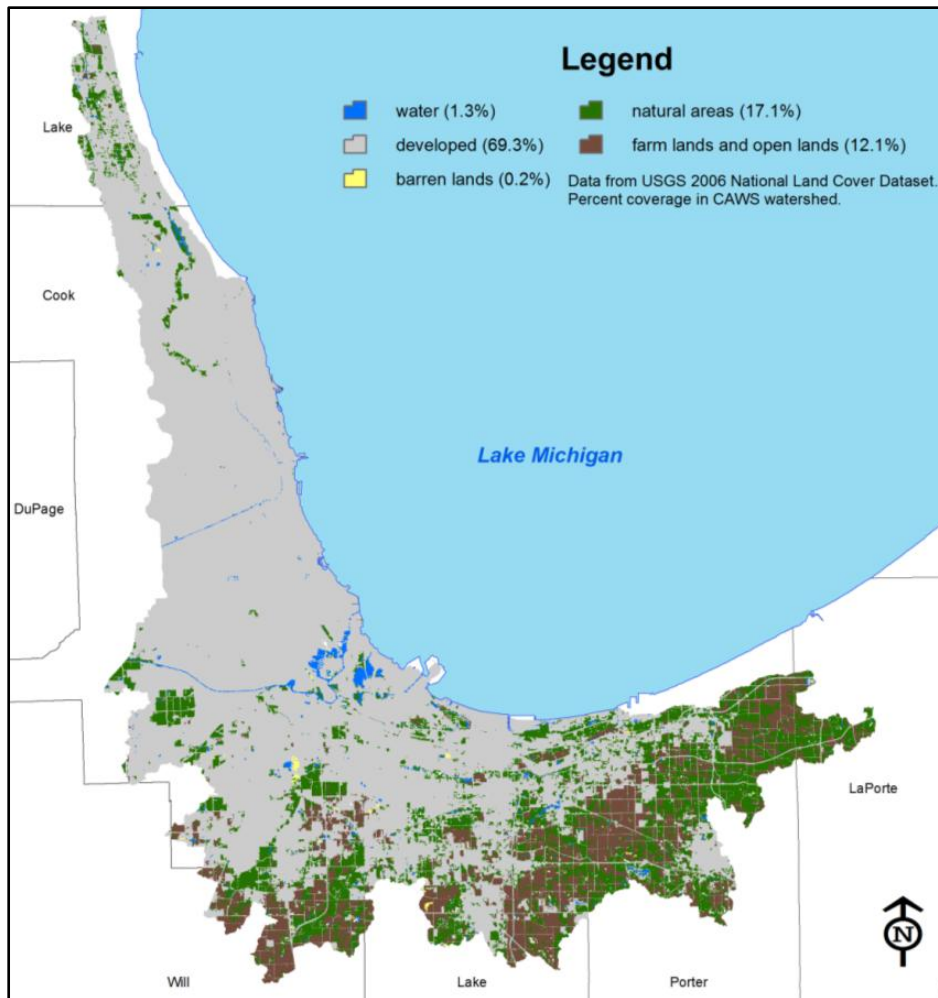 Legend
water (1.3%)
natural areas (17.1%)
developed (69.3%)
farm lands and open lands (12.1%)
barren lands (0.2%)
Data from USGS 2006 National Land Cover Dataset.
Percent coverage in CAWS watershed.
Lake
Cook
Lake Michigan
DuPage
LaPorte
N
Will
Lake
Porter